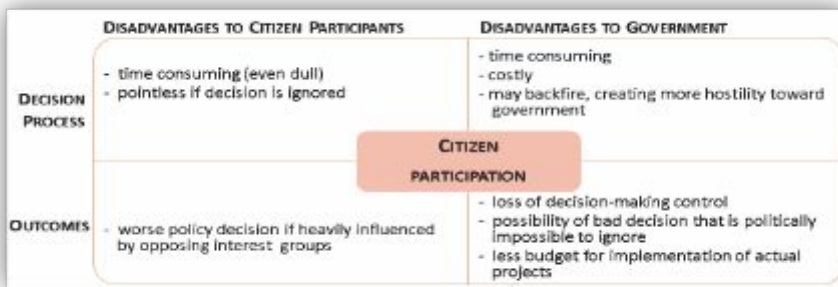 DISADVANTAGES TO CITIZEN PARTICIPANTS
DISADVANTAGES TO GOVERNMENT
DECISION
PROCESS
- time consuming (even dull)
- pointless if decision is ignored
- time consuming
- costly
- may backfire, creating more hostility toward
government
CITIZEN
PARTICIPATION
OUTCOMES
- worse policy decision if heavily influenced
by opposing interest groups
- loss of decision-making control
- possibility of bad decision that is politically
impossible to ignore
- less budget for implementation of actual
projects